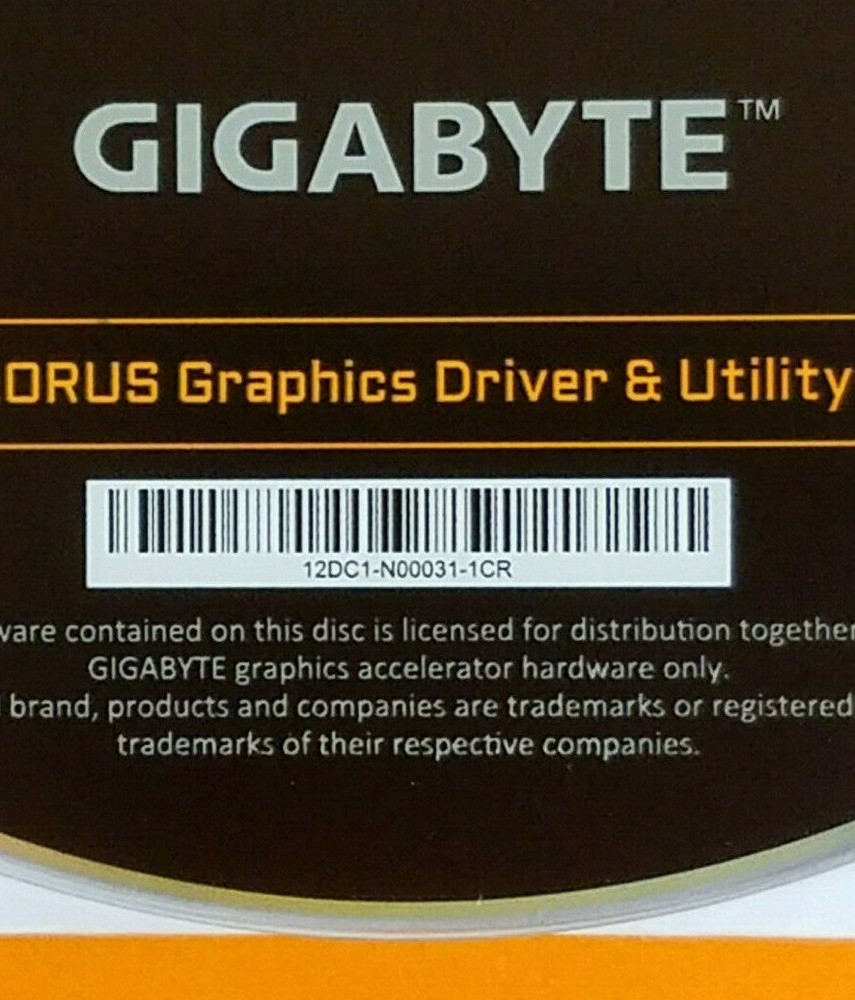 GIGABYTE™
ORUS Graphics Driver & Utility
12DC1-N00031-1CR
ware contained on this disc is licensed for distribution together
GIGABYTE graphics accelerator hardware only.
brand, products and companies are trademarks or registered
trademarks of their respective companies.